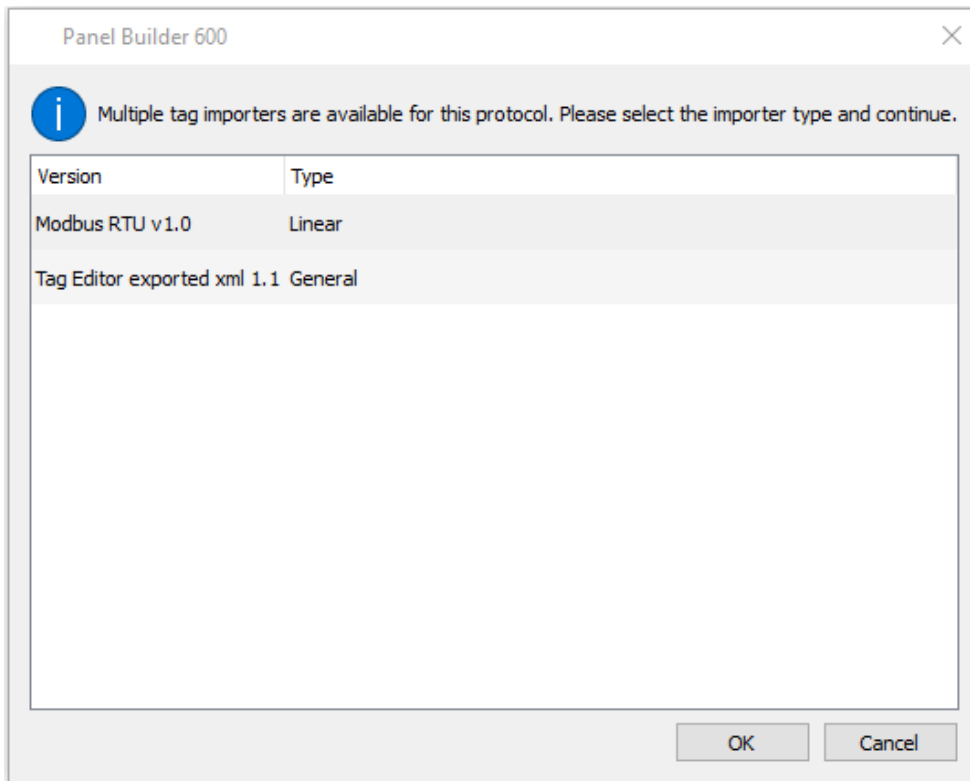 Panel Builder 600
Multiple tag importers are available for this protocol. Please select the importer type and continue.
Version Type
Modbus RTU v1.0 Linear
Tag Editor exported xml 1.1 General
OK Cancel